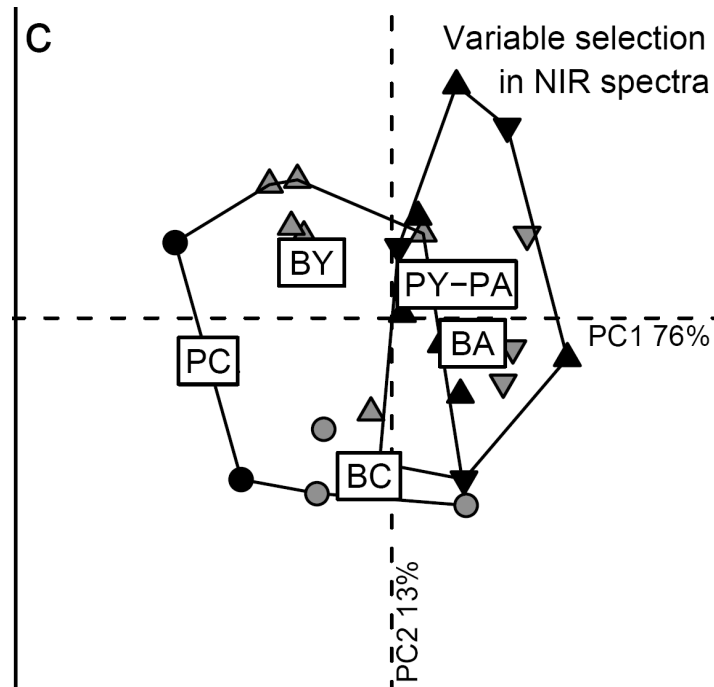 C
Variable selection
in NIR spectra
BY
PY−PA
PC1 76%
BA
PC
BC
PC2 13%